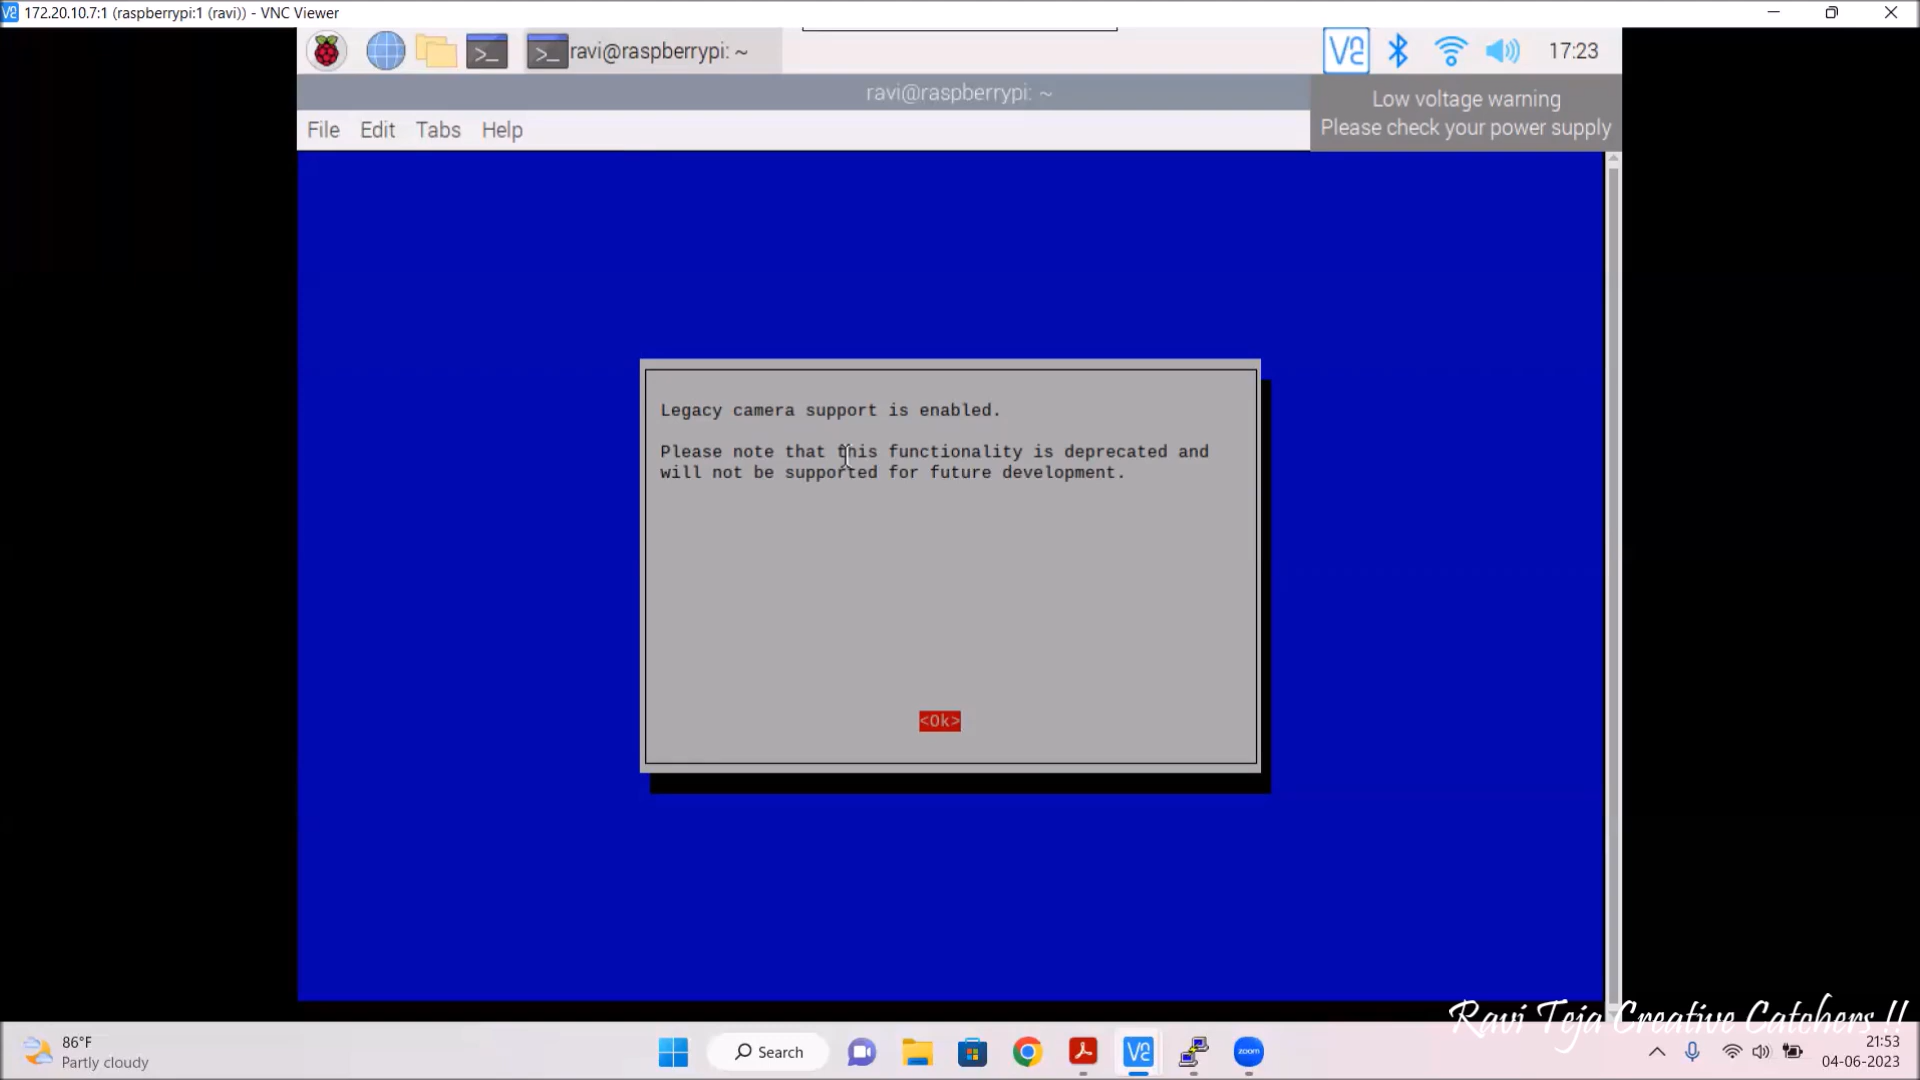 172.20.10.7:1 (raspberrypi:1 (ravi)) - VNC Viewer
ravi@raspberrypi: ~
17:23
ravi@raspberrypi: ~
Low voltage warning
Please check your power supply
File Edit Tabs Help
Legacy camera support is enabled.
Please note that this functionality is deprecated and
will not be supported for future development.
<Ok>
Ravi Teja Creative Catchers !!
86°F
Partly cloudy
Search
zoom
21:53
04-06-2023